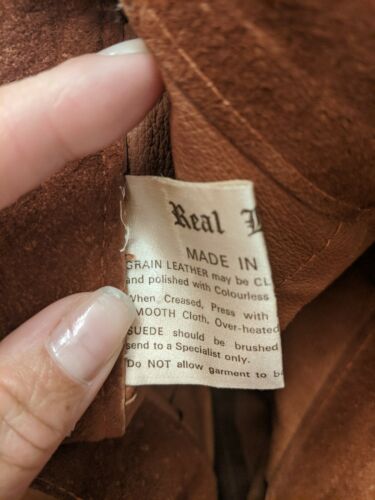 Real
MADE IN
GRAIN LEATHER may be CL
and polished with Colourless
When Creased, Press with
MOOTH Cloth, Over-heated
SUEDE should be brushed
send to a Specialist only.
Do NOT allow garment to b